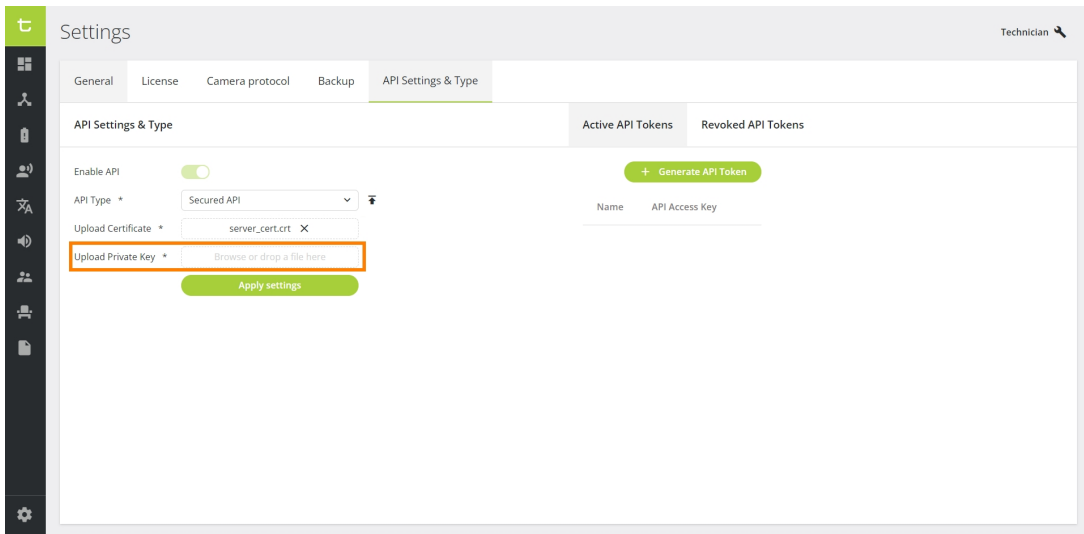 Settings
Technician
General License Camera protocol Backup API Settings & Type
API Settings & Type
Active API Tokens Revoked API Tokens
Enable API
+ Generate API Token
API Type * Secured API
Name API Access Key
Upload Certificate * server_cert.crt X
Upload Private Key * Browse or drop a file here
Apply settings